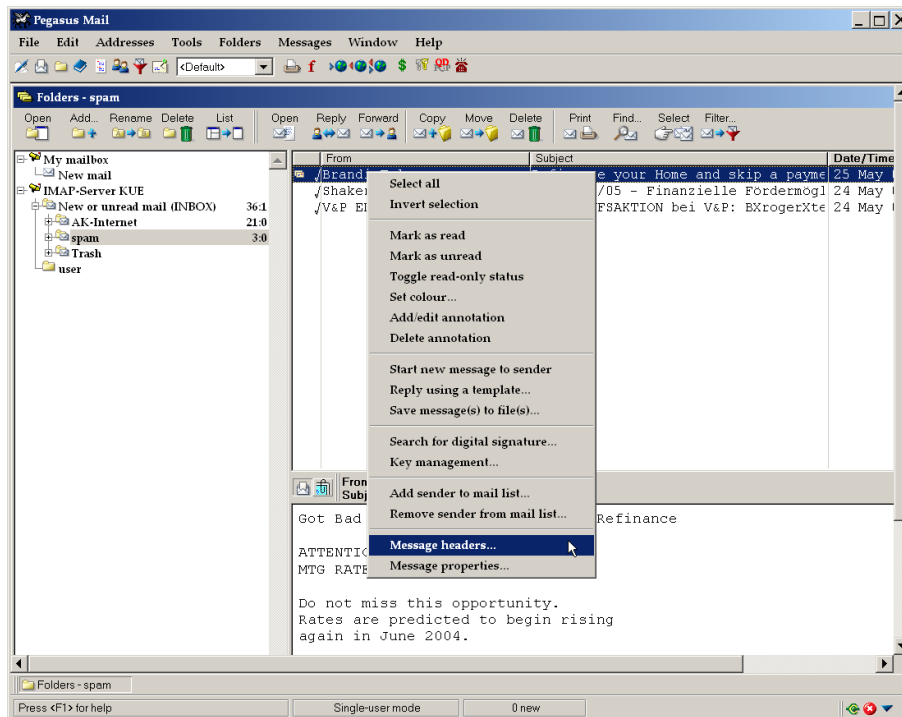 Pegasus Mail
File Edit Addresses Tools Folders Messages Window Help
<Default>
Folders - spam
Open Add... Rename Delete List Open Reply Forward Copy Move Delete Print Find... Select Filter...
My mailbox
New mail
IMAP-Server KUE
New or unread mail (INBOX) 36:1
AK-Internet 21:0
spam 3:0
Trash
user
From Subject Date/Time
your Home and skip a payme 25 May
/05 - Finanzielle Fördermögl 24 May
V&P FSAKTION bei V&P: BXrogerXte 24 May
Select all
Invert selection
Mark as read
Mark as unread
Toggle read-only status
Set colour...
Add/edit annotation
Delete annotation
Start new message to sender
Reply using a template...
Save message(s) to file(s)...
Search for digital signature...
Key management...
Add sender to mail list...
Remove sender from mail list...
Message headers...
Message properties...
Got Bad Refinance
MTG RATE
Do not miss this opportunity.
Rates are predicted to begin rising
again in June 2004.
Folders - spam
Press <F1> for help Single-user mode 0 new